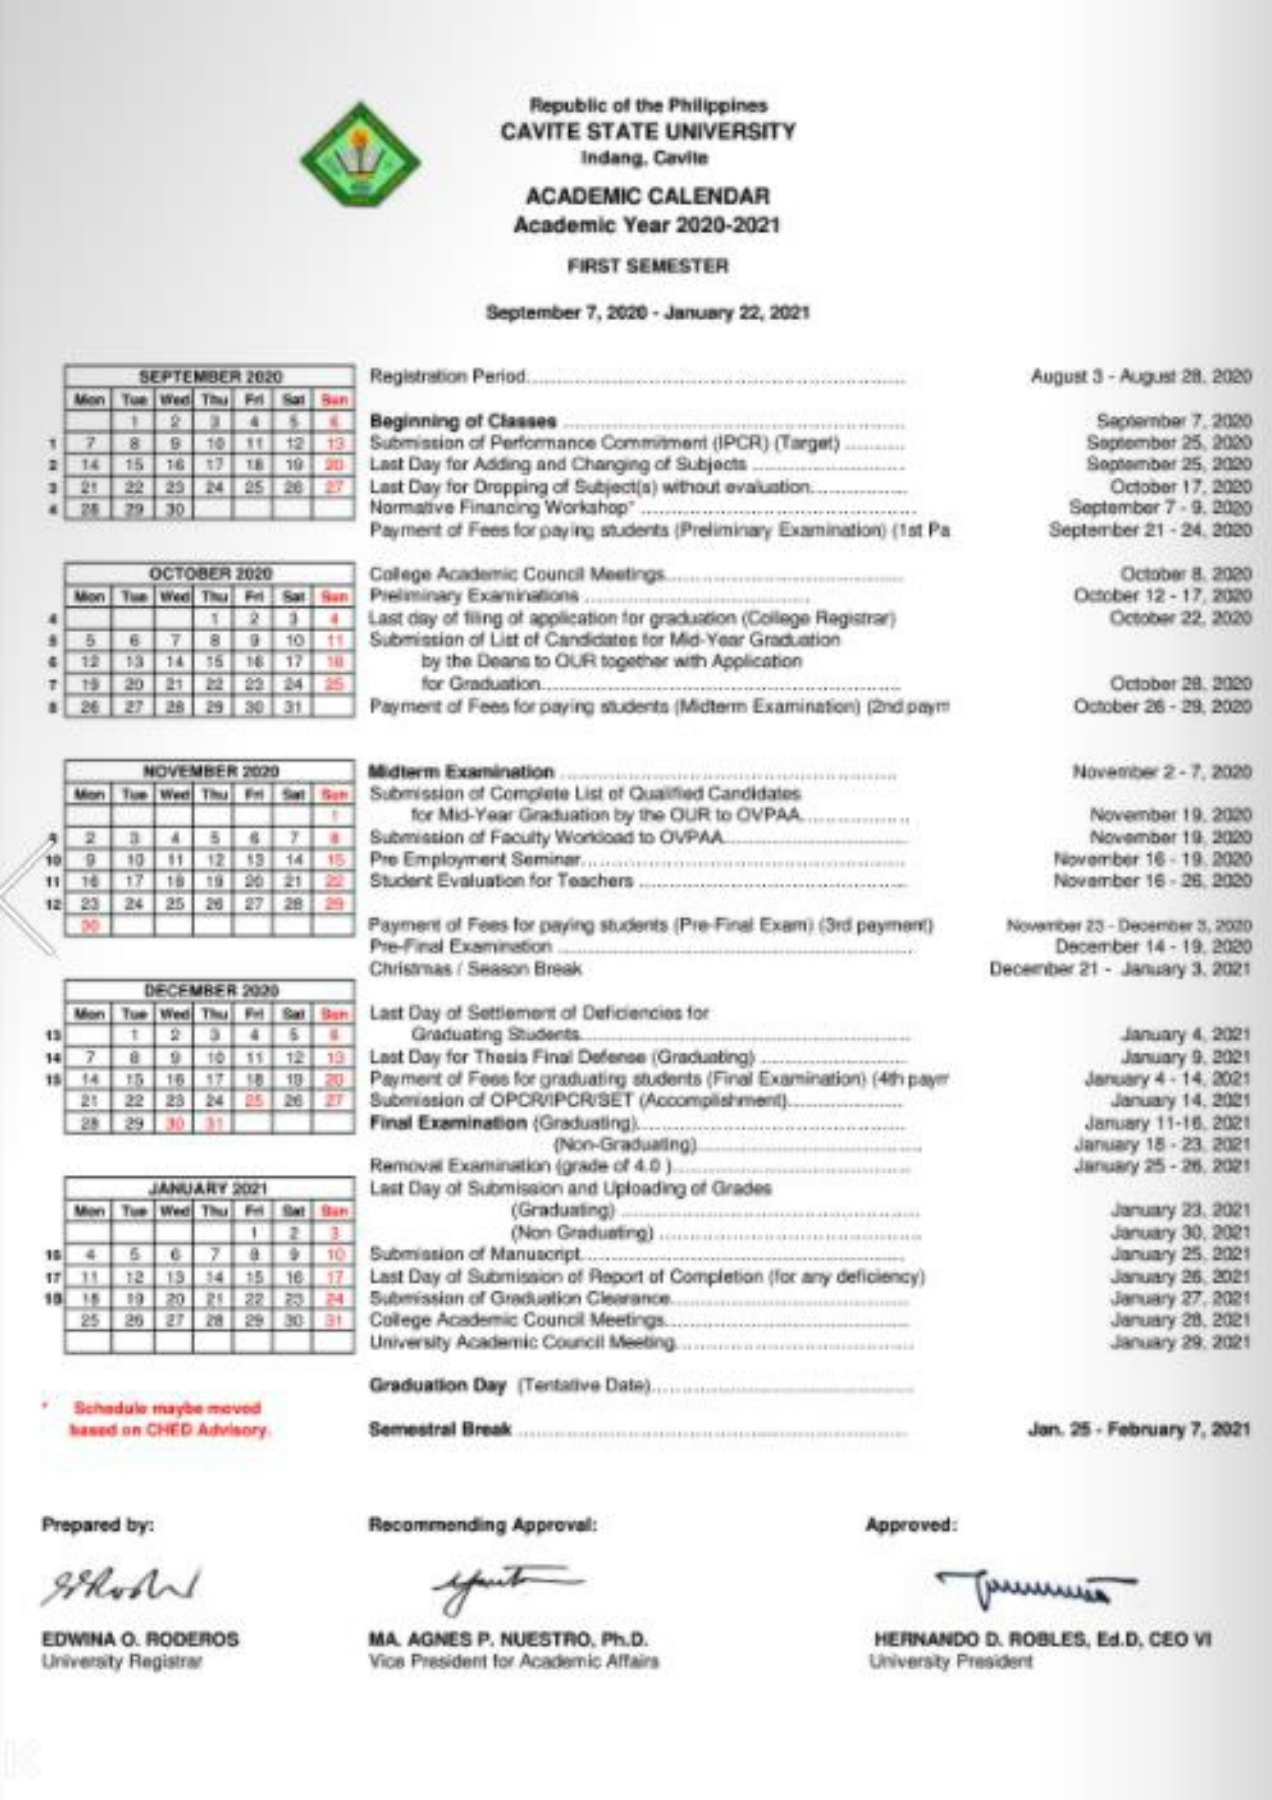 Republic of the Philippines
CAVITE STATE UNIVERSITY
Indang, Cavite
ACADEMIC CALENDAR
Academic Year 2020-2021
FIRST SEMESTER
September 7, 2020 - January 22, 2021
SEPTEMBER 2020
Mon Tue Wed Thu Fri Sat Sun
1 2 3 4 5 6
1 7 8 9 10 11 12 13
2 14 15 16 17 18 19 20
3 21 22 23 24 25 26 27
4 28 29 30
Registration Period August 3 - August 28, 2020
Beginning of Classes September 7, 2020
Submission of Performance Commitment (IPCR) (Target) September 25, 2020
Last Day for Adding and Changing of Subjects September 25, 2020
Last Day for Dropping of Subject(s) without evaluation October 17, 2020
Normative Financing Workshop* September 7 - 9, 2020
Payment of Fees for paying students (Preliminary Examination) (1st Pa September 21 - 24, 2020
OCTOBER 2020
Mon Tue Wed Thu Fri Sat Sun
4 1 2 3 4
5 5 6 7 8 9 10 11
6 12 13 14 15 16 17 18
7 19 20 21 22 23 24 25
8 26 27 28 29 30 31
College Academic Council Meetings October 8, 2020
Preliminary Examinations October 12 - 17, 2020
Last day of filing of application for graduation (College Registrar) October 22, 2020
Submission of List of Candidates for Mid-Year Graduation
by the Deans to OUR together with Application
for Graduation October 28, 2020
Payment of Fees for paying students (Midterm Examination) (2nd paym October 26 - 29, 2020
NOVEMBER 2020
Mon Tue Wed Thu Fri Sat Sun
1
9 2 3 4 5 6 7 8
10 9 10 11 12 13 14 15
11 16 17 18 19 20 21 22
12 23 24 25 26 27 28 29
30
Midterm Examination November 2 - 7, 2020
Submission of Complete List of Qualified Candidates
for Mid-Year Graduation by the OUR to OVPAA November 19, 2020
Submission of Faculty Workload to OVPAA November 19, 2020
Pre Employment Seminar November 16 - 19, 2020
Student Evaluation for Teachers November 16 - 26, 2020
Payment of Fees for paying students (Pre-Final Exam) (3rd payment) November 23 - December 3, 2020
Pre-Final Examination December 14 - 19, 2020
Christmas / Season Break December 21 - January 3, 2021
DECEMBER 2020
Mon Tue Wed Thu Fri Sat Sun
13 1 2 3 4 5 6
14 7 8 9 10 11 12 13
15 14 15 16 17 18 19 20
21 22 23 24 25 26 27
28 29 30 31
Last Day of Settlement of Deficiencies for
Graduating Students January 4, 2021
Last Day for Thesis Final Defense (Graduating) January 9, 2021
Payment of Fees for graduating students (Final Examination) (4th paym January 4 - 14, 2021
Submission of OPCR/IPCR/SET (Accomplishment) January 14, 2021
Final Examination (Graduating) January 11-16, 2021
(Non-Graduating) January 18 - 23, 2021
Removal Examination (grade of 4.0 ) January 25 - 26, 2021
JANUARY 2021
Mon Tue Wed Thu Fri Sat Sun
1 2 3
16 4 5 6 7 8 9 10
17 11 12 13 14 15 16 17
18 18 19 20 21 22 23 24
25 26 27 28 29 30 31
Last Day of Submission and Uploading of Grades
(Graduating) January 23, 2021
(Non Graduating) January 30, 2021
Submission of Manuscript January 25, 2021
Last Day of Submission of Report of Completion (for any deficiency) January 26, 2021
Submission of Graduation Clearance January 27, 2021
College Academic Council Meetings January 28, 2021
University Academic Council Meeting January 29, 2021
Graduation Day (Tentative Date)
* Schedule maybe moved
based on CHED Advisory.
Semestral Break Jan. 25 - February 7, 2021
Prepared by: Recommending Approval: Approved:
EDWINA O. RODEROS MA. AGNES P. NUESTRO, Ph.D. HERNANDO D. ROBLES, Ed.D, CEO VI
University Registrar Vice President for Academic Affairs University President